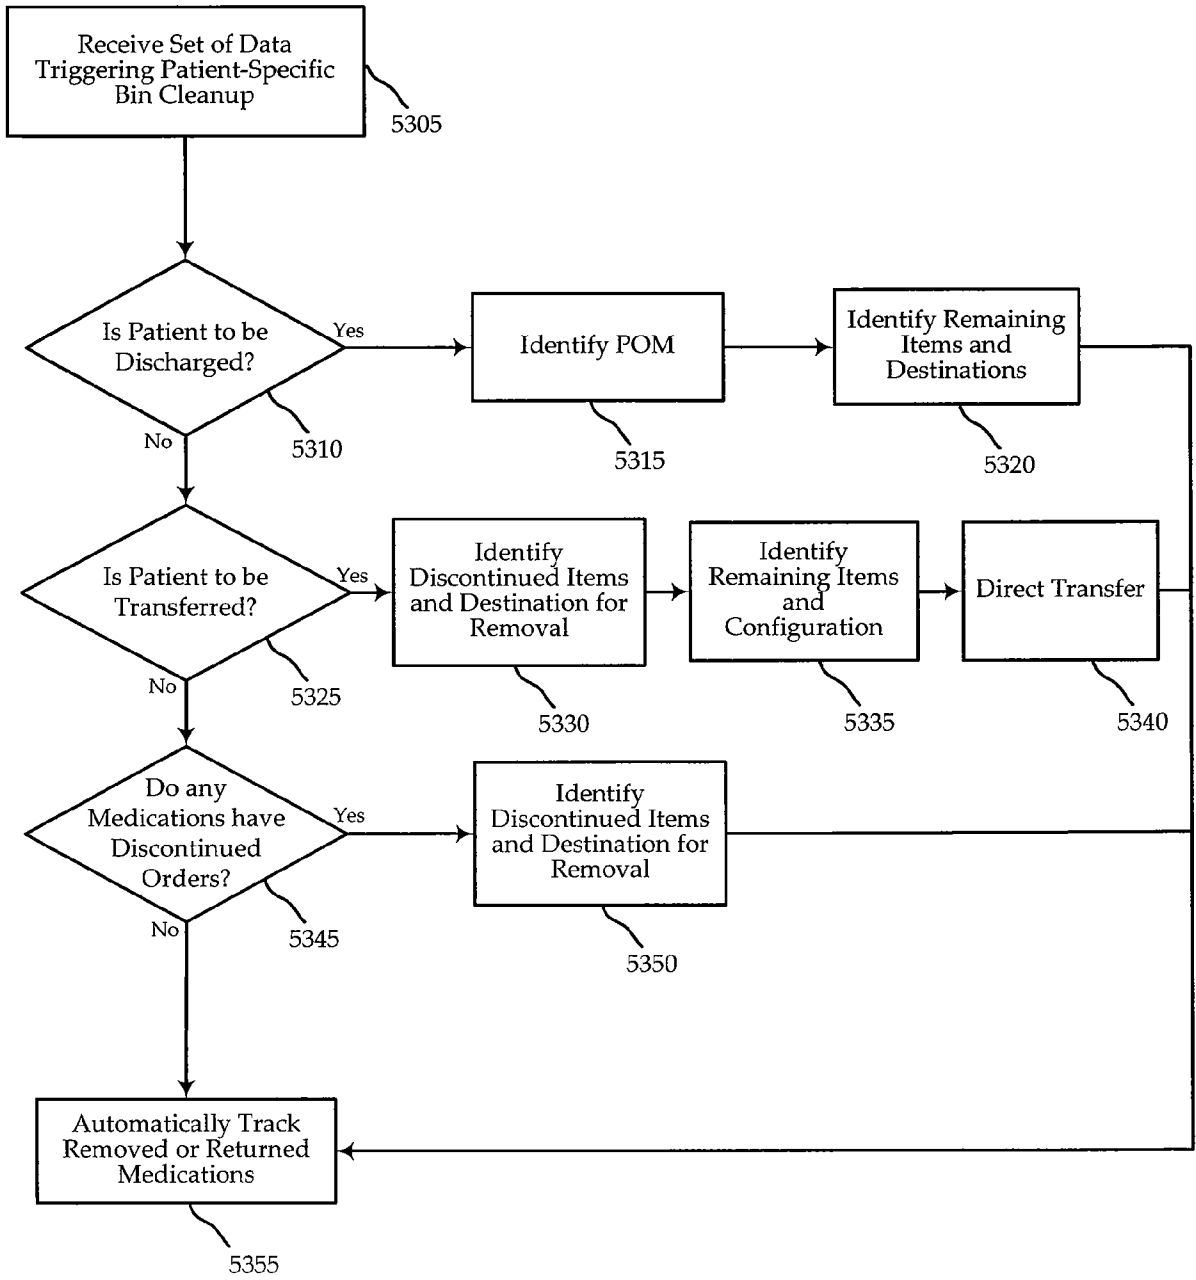 Receive Set of Data
Triggering Patient-Specific
Bin Cleanup
5305
Is Patient to be
Discharged?
Yes
No
5310
Identify POM
5315
Identify Remaining
Items and
Destinations
5320
Is Patient to be
Transferred?
Yes
No
5325
Identify
Discontinued Items
and Destination for
Removal
5330
Identify
Remaining Items
and
Configuration
5335
Direct Transfer
5340
Do any
Medications have
Discontinued
Orders?
Yes
No
5345
Identify
Discontinued Items
and Destination for
Removal
5350
Automatically Track
Removed or Returned
Medications
5355